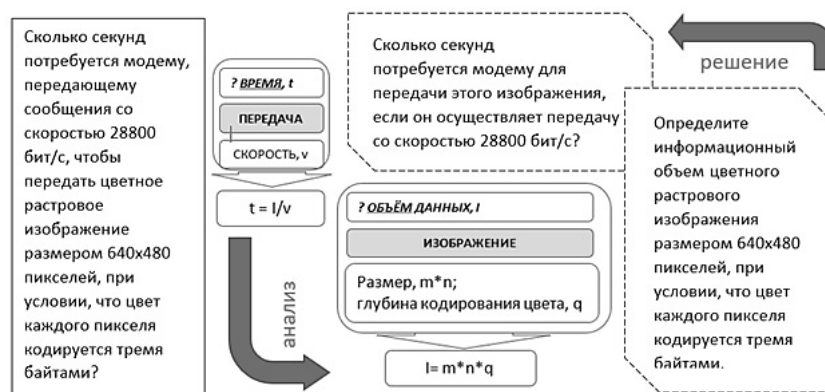 Сколько секунд
потребуется модему,
передающему
сообщения со
скоростью 28800
бит/с, чтобы
передать цветное
растровое
изображение
размером 640x480
пикселей, при
условии, что цвет
каждого пикселя
кодируется тремя
байтами?
? ВРЕМЯ, t
ПЕРЕДАЧА
СКОРОСТЬ, v
t = I/v
анализ
Сколько секунд
потребуется модему для
передачи этого изображения,
если он осуществляет передачу
со скоростью 28800 бит/с?
? ОБЪЁМ ДАННЫХ, I
ИЗОБРАЖЕНИЕ
Размер, m*n;
глубина кодирования цвета, q
I= m*n*q
решение
Определите
информационный
объем цветного
растрового
изображения
размером 640x480
пикселей, при
условии, что цвет
каждого пикселя
кодируется тремя
байтами.